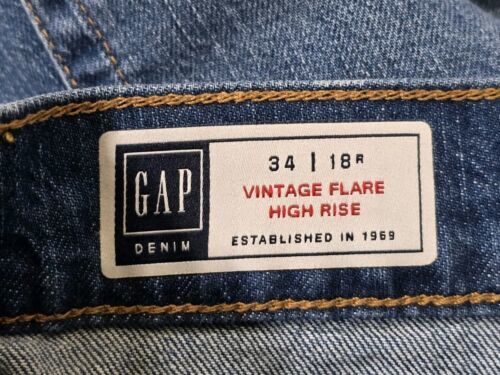 GAP
DENIM
34 | 18R
VINTAGE FLARE
HIGH RISE
ESTABLISHED IN 1969